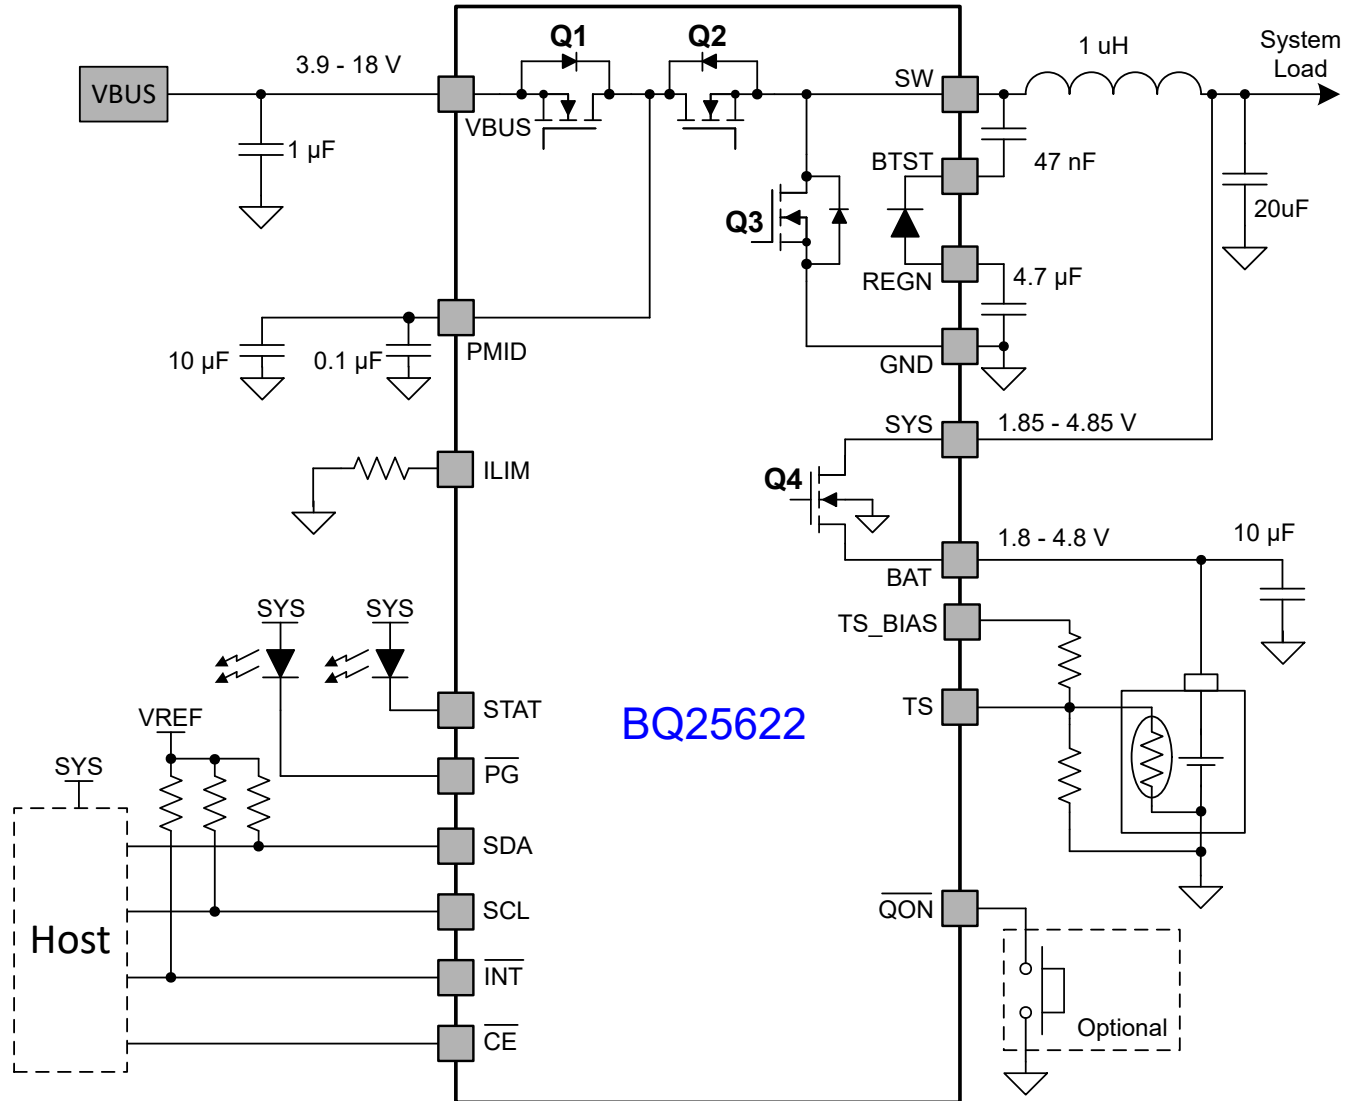 Q1
Q2
3.9 - 18 V
VBUS
VBUS
1 µF
SW
1 uH
System
Load
BTST
47 nF
20uF
Q3
REGN
4.7 µF
GND
PMID
10 µF
0.1 µF
SYS
1.85 - 4.85 V
ILIM
Q4
1.8 - 4.8 V
10 µF
BAT
TS_BIAS
SYS
SYS
STAT
TS
BQ25622
VREF
SYS
PG
SDA
SCL
QON
Host
INT
CE
Optional